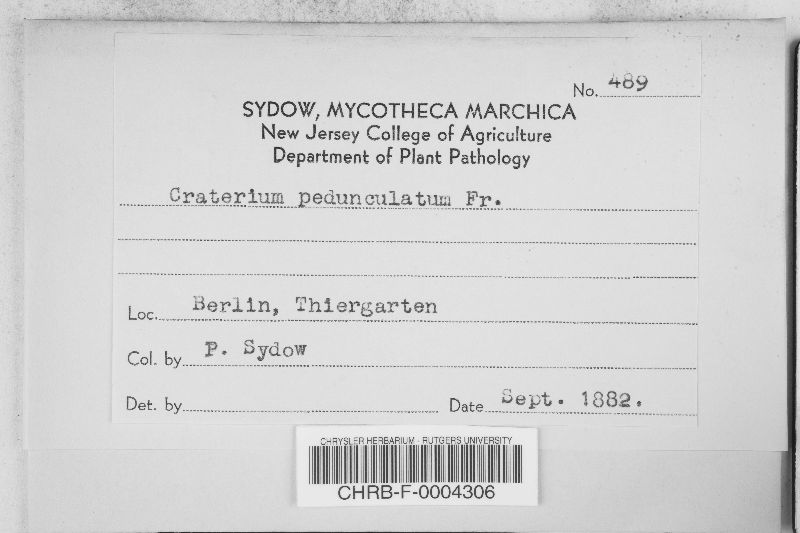 No. 489
SYDOW, MYCOTHECA MARCHICA
New Jersey College of Agriculture
Department of Plant Pathology
Craterium pedunculatum Fr.
Loc. Berlin, Thiergarten
Col. by P. Sydow
Det. by Date Sept. 1882.
CHRYSLER HERBARIUM - RUTGERS UNIVERSITY
CHRB-F-0004306